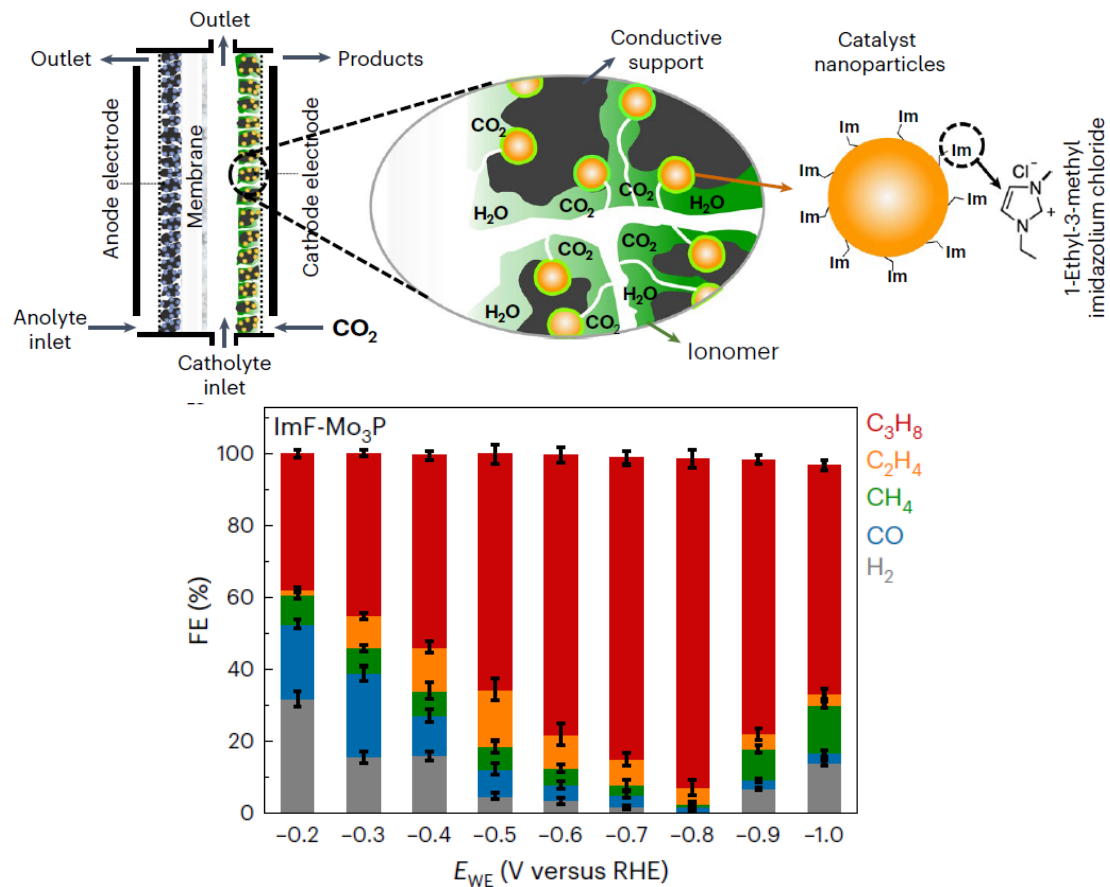 Outlet
Outlet
Products
Anode electrode
Membrane
Cathode electrode
Anolyte
inlet
CO₂
Catholyte
inlet
Conductive
support
CO₂
H₂O
CO₂
CO₂
H₂O
CO₂
CO₂
H₂O
H₂O
CO₂
Ionomer
Catalyst
nanoparticles
Im
Im
Im
Im
Im
Im
Im
Im
Im
Im
Cl⁻
N
+
N
1-Ethyl-3-methyl
imidazolium chloride
ImF-Mo₃P
C₃H₈
C₂H₄
CH₄
CO
H₂
FE (%)
100
80
60
40
20
0
−0.2 −0.3 −0.4 −0.5 −0.6 −0.7 −0.8 −0.9 −1.0
E_WE (V versus RHE)